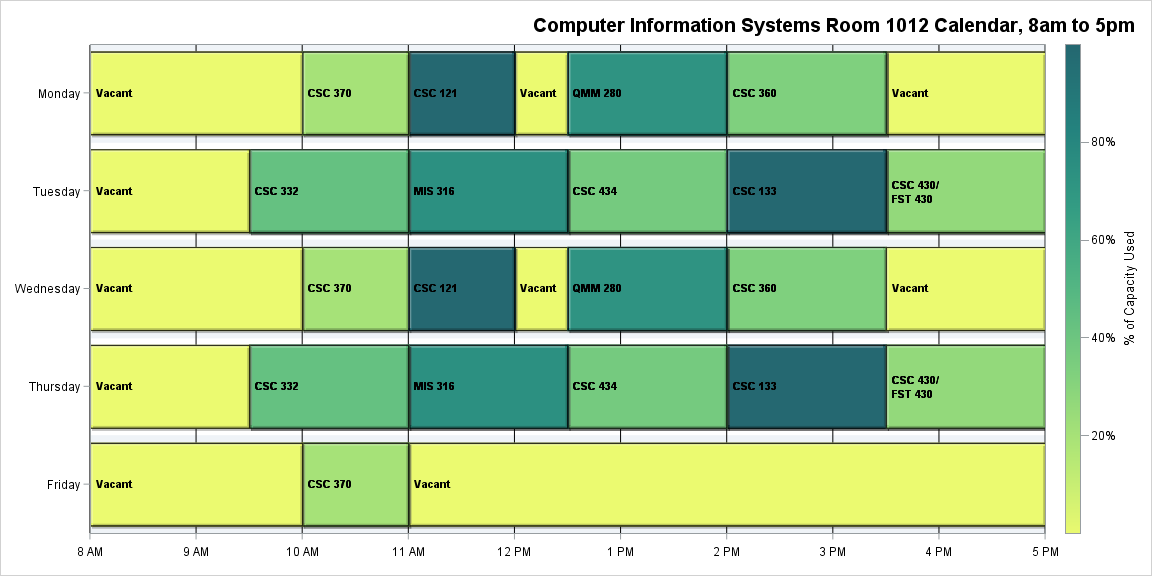 Computer Information Systems Room 1012 Calendar, 8am to 5pm
Monday
Vacant
CSC 370
CSC 121
Vacant
QMM 280
CSC 360
Vacant
Tuesday
Vacant
CSC 332
MIS 316
CSC 434
CSC 133
CSC 430/
FST 430
Wednesday
Vacant
CSC 370
CSC 121
Vacant
QMM 280
CSC 360
Vacant
Thursday
Vacant
CSC 332
MIS 316
CSC 434
CSC 133
CSC 430/
FST 430
Friday
Vacant
CSC 370
Vacant
8 AM
9 AM
10 AM
11 AM
12 PM
1 PM
2 PM
3 PM
4 PM
5 PM
80%
60%
40%
20%
% of Capacity Used